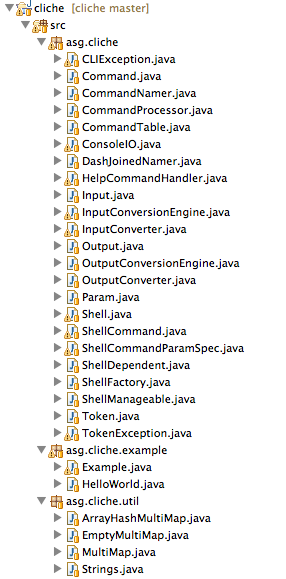 cliche [cliche master]
src
asg.cliche
CLIException.java
Command.java
CommandNamer.java
CommandProcessor.java
CommandTable.java
ConsoleIO.java
DashJoinedNamer.java
HelpCommandHandler.java
Input.java
InputConversionEngine.java
InputConverter.java
Output.java
OutputConversionEngine.java
OutputConverter.java
Param.java
Shell.java
ShellCommand.java
ShellCommandParamSpec.java
ShellDependent.java
ShellFactory.java
ShellManageable.java
Token.java
TokenException.java
asg.cliche.example
Example.java
HelloWorld.java
asg.cliche.util
ArrayHashMultiMap.java
EmptyMultiMap.java
MultiMap.java
Strings.java